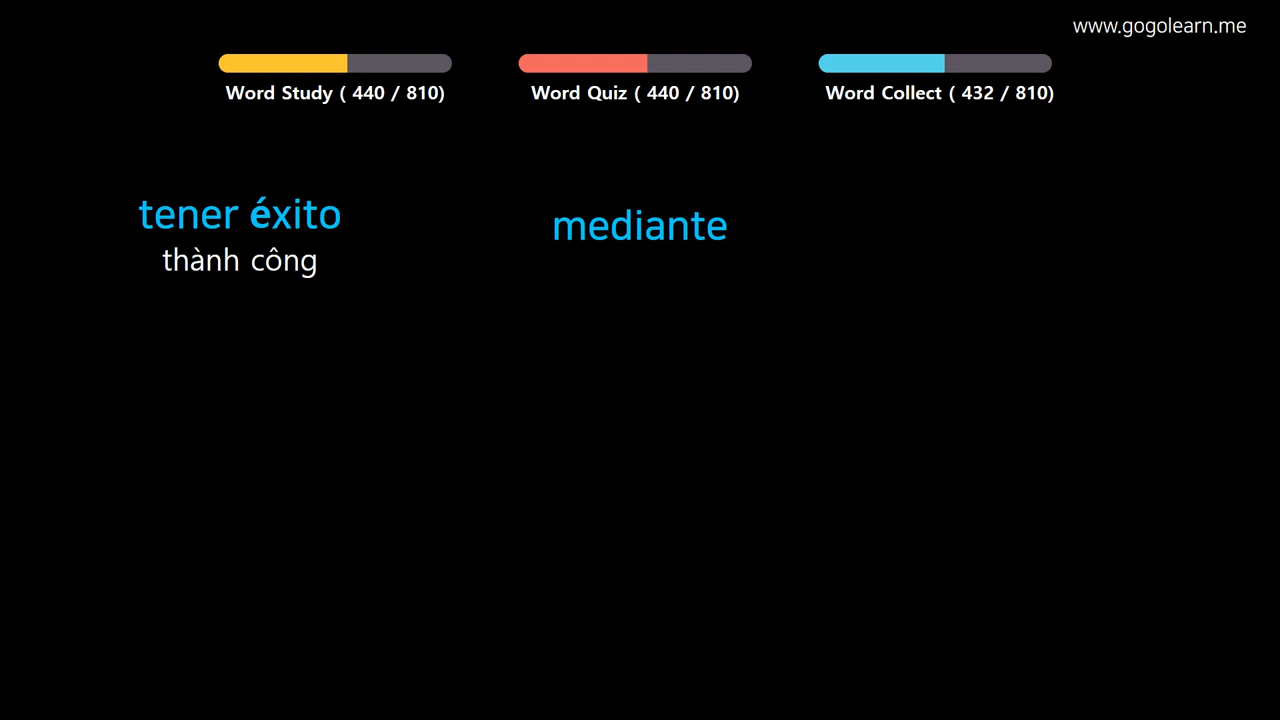 www.gogolearn.me
Word Study ( 440 / 810)
Word Quiz ( 440 / 810)
Word Collect ( 432 / 810)
tener éxito
thành công
mediante